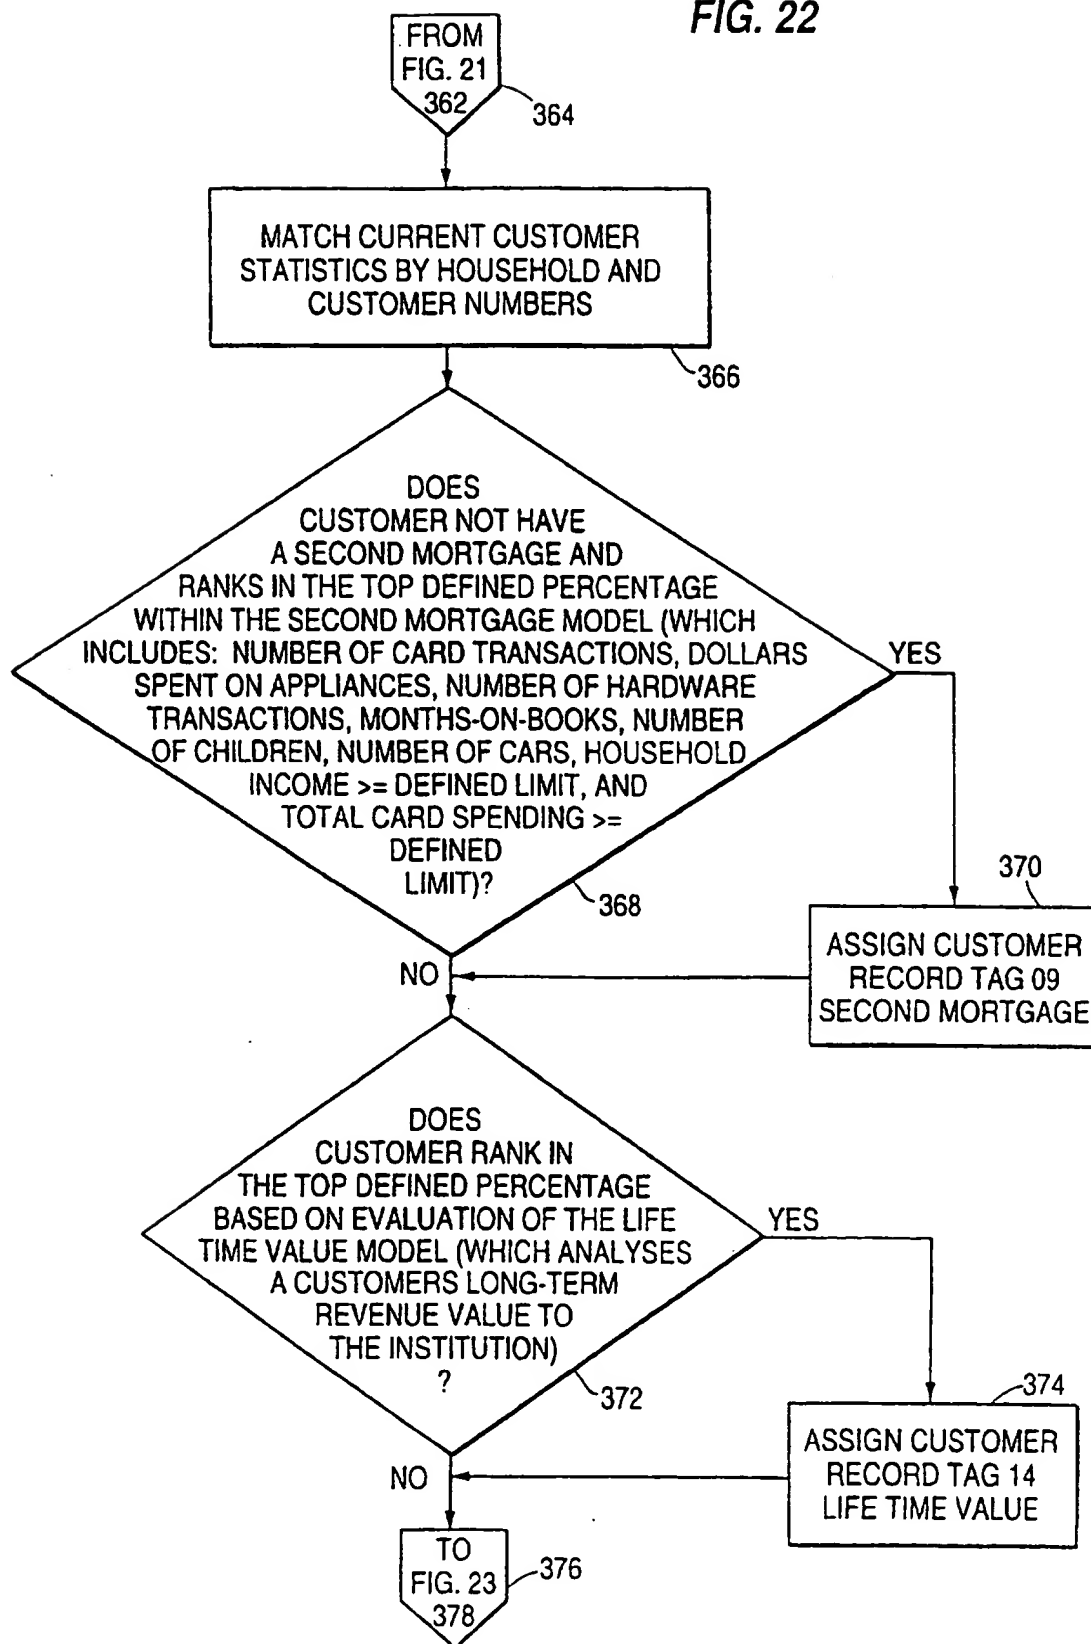 FIG. 22
FROM
FIG. 21
362
364
MATCH CURRENT CUSTOMER
STATISTICS BY HOUSEHOLD AND
CUSTOMER NUMBERS
366
DOES
CUSTOMER NOT HAVE
A SECOND MORTGAGE AND
RANKS IN THE TOP DEFINED PERCENTAGE
WITHIN THE SECOND MORTGAGE MODEL (WHICH
INCLUDES: NUMBER OF CARD TRANSACTIONS, DOLLARS
SPENT ON APPLIANCES, NUMBER OF HARDWARE
TRANSACTIONS, MONTHS-ON-BOOKS, NUMBER
OF CHILDREN, NUMBER OF CARS, HOUSEHOLD
INCOME >= DEFINED LIMIT, AND
TOTAL CARD SPENDING >=
DEFINED
LIMIT)?
368
YES
370
ASSIGN CUSTOMER
RECORD TAG 09
SECOND MORTGAGE
NO
DOES
CUSTOMER RANK IN
THE TOP DEFINED PERCENTAGE
BASED ON EVALUATION OF THE LIFE
TIME VALUE MODEL (WHICH ANALYSES
A CUSTOMERS LONG-TERM
REVENUE VALUE TO
THE INSTITUTION)
?
372
YES
374
ASSIGN CUSTOMER
RECORD TAG 14
LIFE TIME VALUE
NO
TO
FIG. 23
378
376